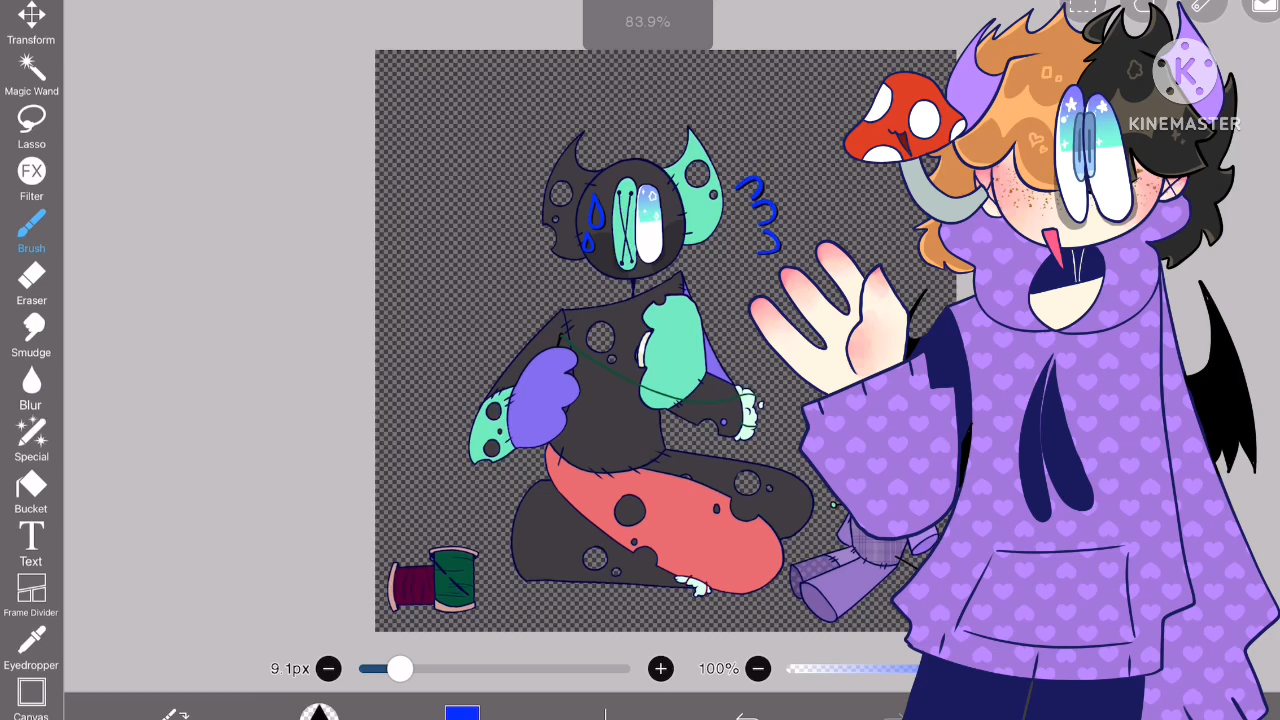 83.9%
Transform
Magic Wand
Lasso
FX
Filter
Brush
Eraser
Smudge
Blur
Special
Bucket
T
Text
Frame Divider
Eyedropper
Canvas
9.1px
100%
K
KINEMASTER